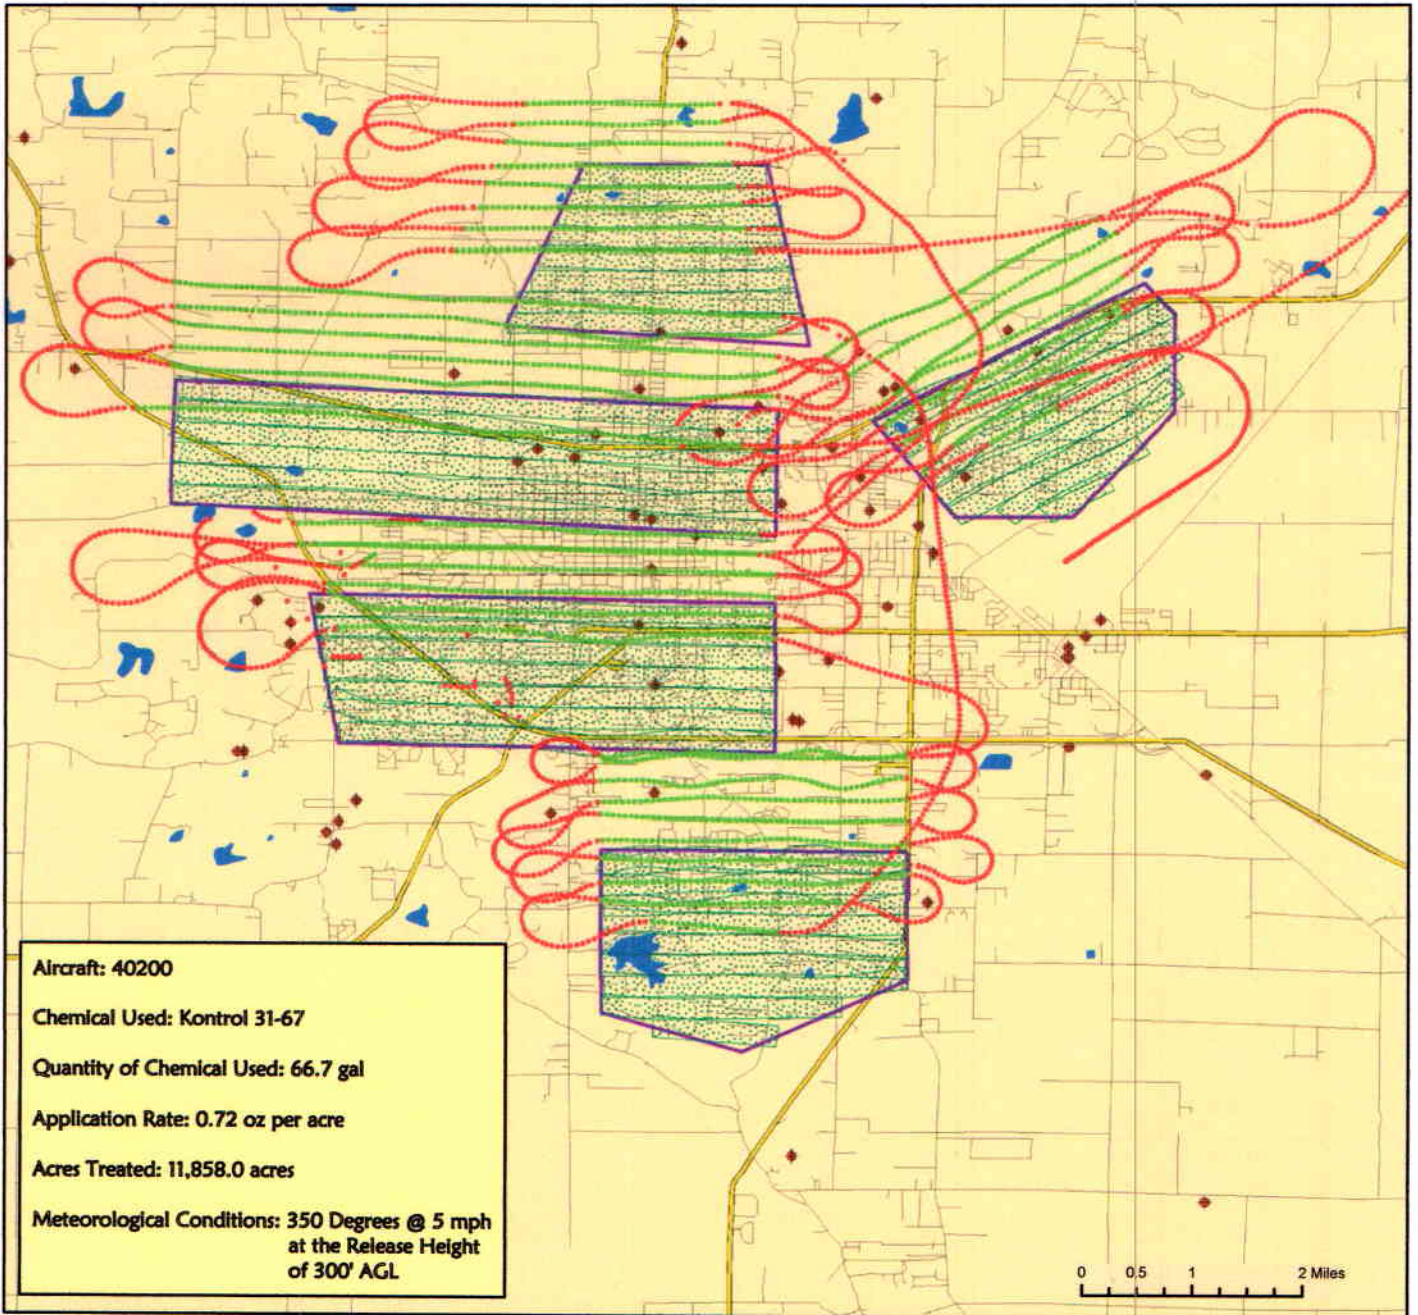 Aircraft: 40200
Chemical Used: Kontrol 31-67
Quantity of Chemical Used: 66.7 gal
Application Rate: 0.72 oz per acre
Acres Treated: 11,858.0 acres
Meteorological Conditions: 350 Degrees @ 5 mph
at the Release Height
of 300' AGL
0 0.5 1 2 Miles